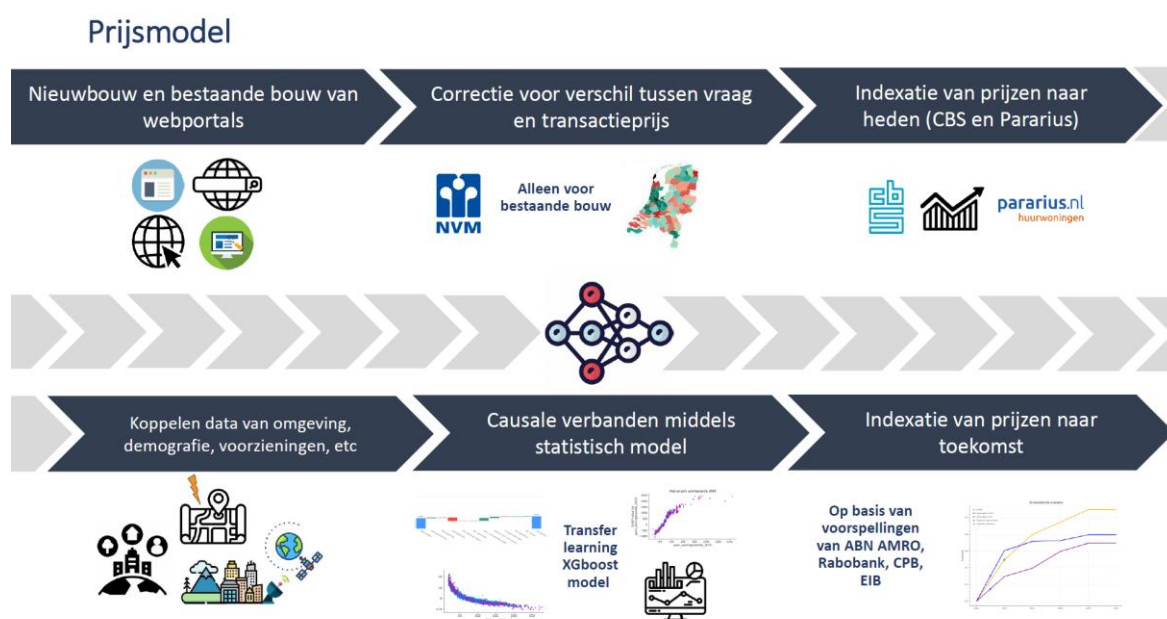 Prijsmodel
Nieuwbouw en bestaande bouw van
webportals
Correctie voor verschil tussen vraag
en transactieprijs
Indexatie van prijzen naar
heden (CBS en Pararius)
NVM
Alleen voor
bestaande bouw
cbs
pararius.nl
huurwoningen
Koppelen data van omgeving,
demografie, voorzieningen, etc
Causale verbanden middels
statistisch model
Indexatie van prijzen naar
toekomst
Transfer
learning
XGboost
model
Op basis van
voorspellingen
van ABN AMRO,
Rabobank, CPB,
EIB